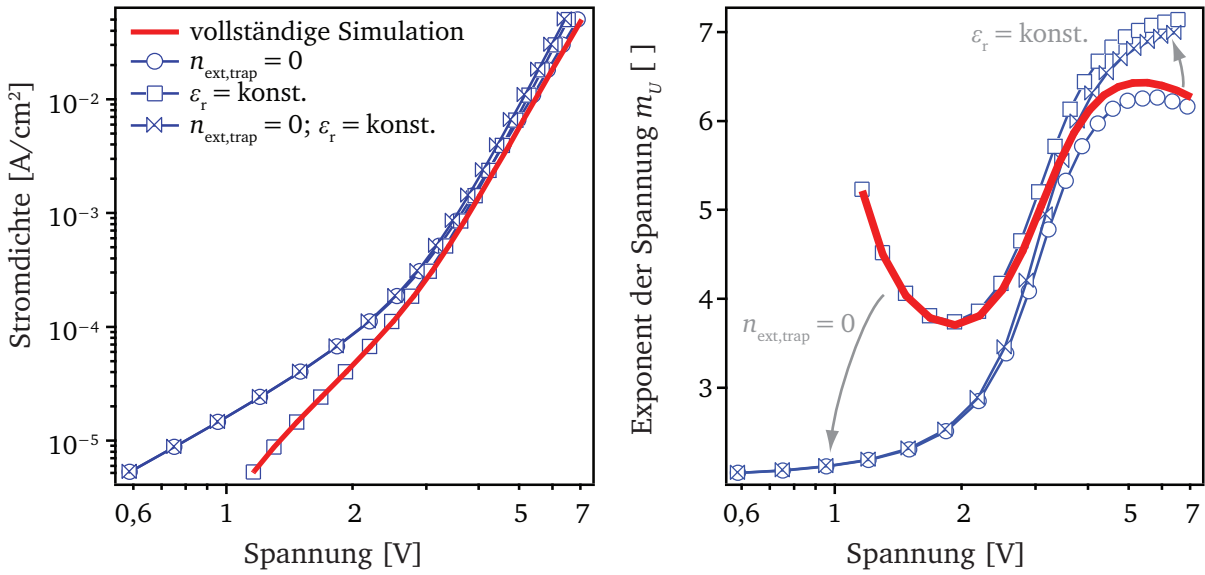 vollständige Simulation
n_ext,trap = 0
ε_r = konst.
n_ext,trap = 0; ε_r = konst.
Stromdichte [A/cm²]
10⁻²
10⁻³
10⁻⁴
10⁻⁵
0,6 1 2 3 5 7
Spannung [V]
Exponent der Spannung m_U [ ]
7
6
5
4
3
ε_r = konst.
n_ext,trap = 0
0,6 1 2 3 5 7
Spannung [V]